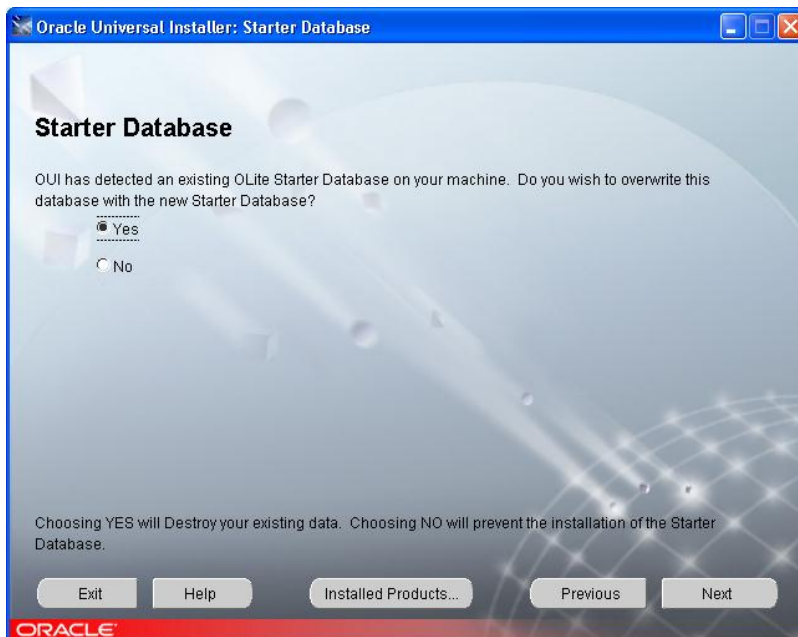 Oracle Universal Installer: Starter Database
Starter Database
OUI has detected an existing OLite Starter Database on your machine. Do you wish to overwrite this
database with the new Starter Database?
Yes
No
Choosing YES will Destroy your existing data. Choosing NO will prevent the installation of the Starter
Database.
Exit
Help
Installed Products...
Previous
Next
ORACLE